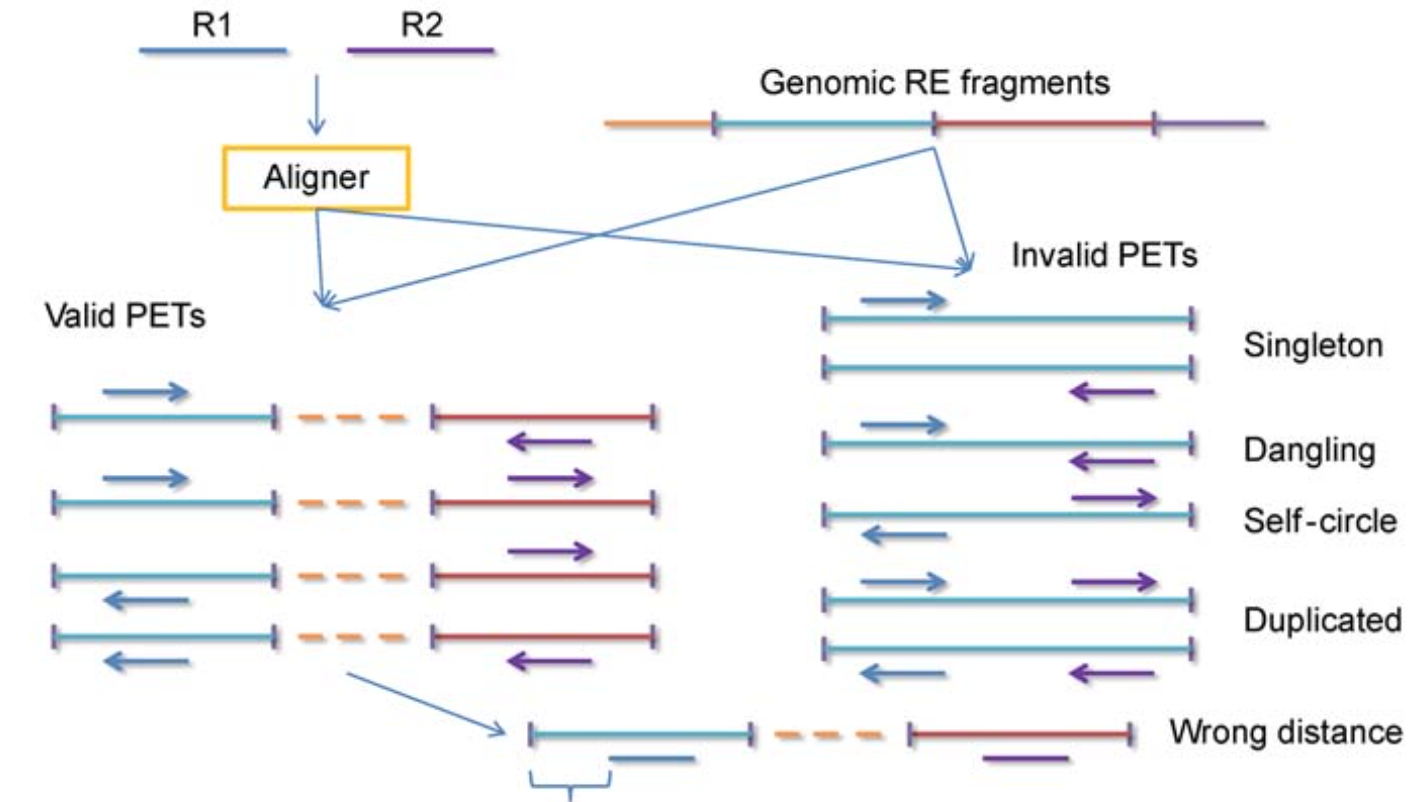 R1
R2
Genomic RE fragments
Aligner
Invalid PETs
Valid PETs
Singleton
Dangling
Self-circle
Duplicated
Wrong distance